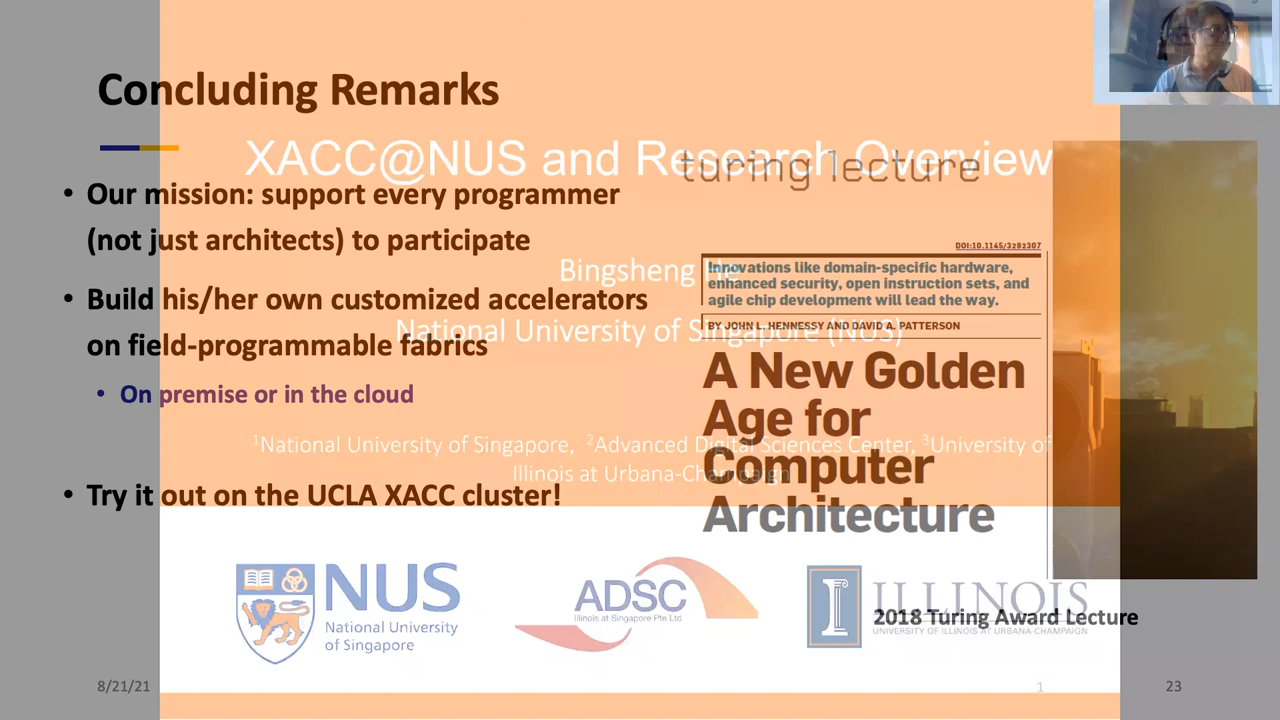 Concluding Remarks
• Our mission: support every programmer
(not just architects) to participate
• Build his/her own customized accelerators
on field-programmable fabrics
• On premise or in the cloud
• Try it out on the UCLA XACC cluster!
turing lecture
DOI:10.1145/3282307
Innovations like domain-specific hardware,
enhanced security, open instruction sets, and
agile chip development will lead the way.
BY JOHN L. HENNESSY AND DAVID A. PATTERSON
A New Golden
Age for
Computer
Architecture
2018 Turing Award Lecture
8/21/21
23
XACC@NUS and Research Overview
Bingsheng He
National University of Singapore (NUS)
1National University of Singapore, 2Advanced Digital Sciences Center, 3University of
Illinois at Urbana-Champaign
NUS
National University
of Singapore
ADSC
Illinois at Singapore Pte Ltd
I ILLINOIS
UNIVERSITY OF ILLINOIS AT URBANA-CHAMPAIGN
1